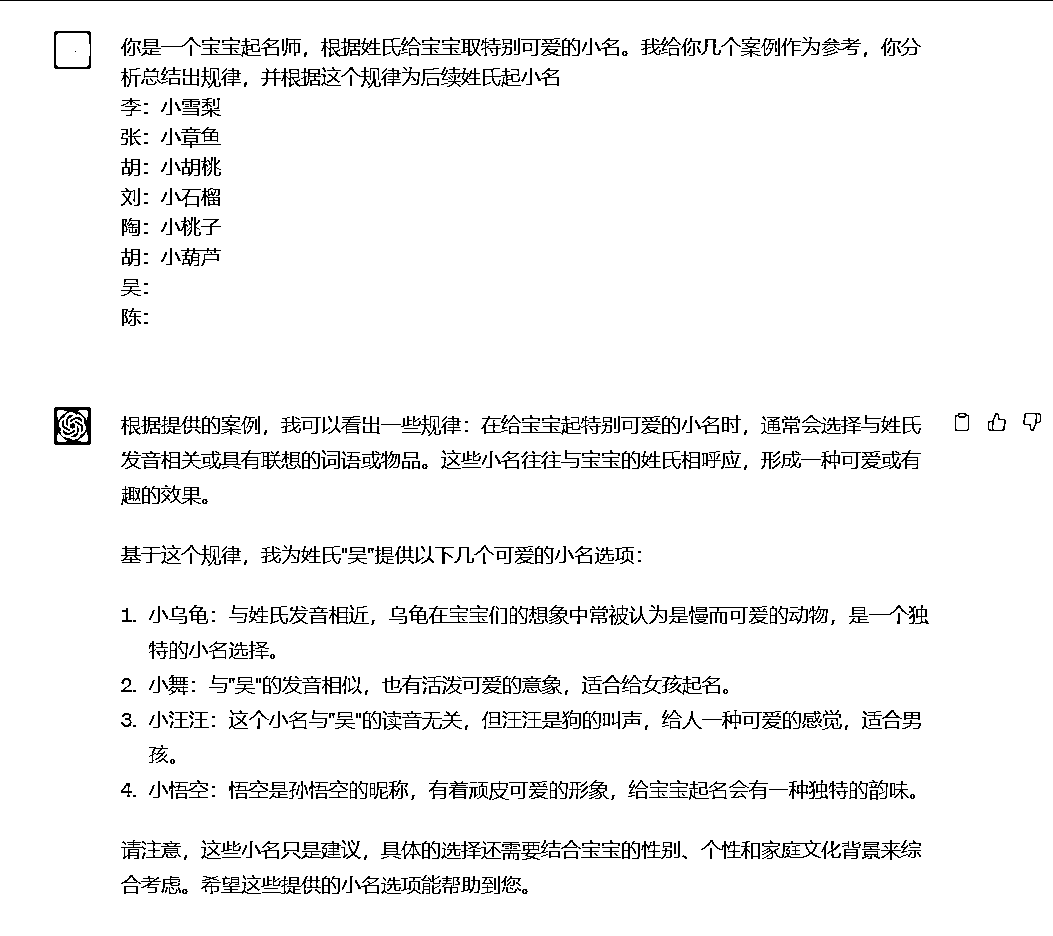 你是一个宝宝起名师，根据姓氏给宝宝取特别可爱的小名。我给你几个案例作为参考，你分
析总结出规律，并根据这个规律为后续姓氏起小名
李：小雪梨
张：小章鱼
胡：小胡桃
刘：小石榴
陶：小桃子
胡：小葫芦
吴：
陈：
根据提供的案例，我可以看出一些规律：在给宝宝起特别可爱的小名时，通常会选择与姓氏
发音相关或具有联想的词语或物品。这些小名往往与宝宝的姓氏相呼应，形成一种可爱或有
趣的效果。
基于这个规律，我为姓氏"吴"提供以下几个可爱的小名选项：
1. 小乌龟：与姓氏发音相近，乌龟在宝宝们的想象中常被认为是慢而可爱的动物，是一个独
特的小名选择。
2. 小舞：与"吴"的发音相似，也有活泼可爱的意象，适合给女孩起名。
3. 小汪汪：这个小名与"吴"的读音无关，但汪汪是狗的叫声，给人一种可爱的感觉，适合男
孩。
4. 小悟空：悟空是孙悟空的昵称，有着顽皮可爱的形象，给宝宝起名会有一种独特的韵味。
请注意，这些小名只是建议，具体的选择还需要结合宝宝的性别、个性和家庭文化背景来综
合考虑。希望这些提供的小名选项能帮助到您。